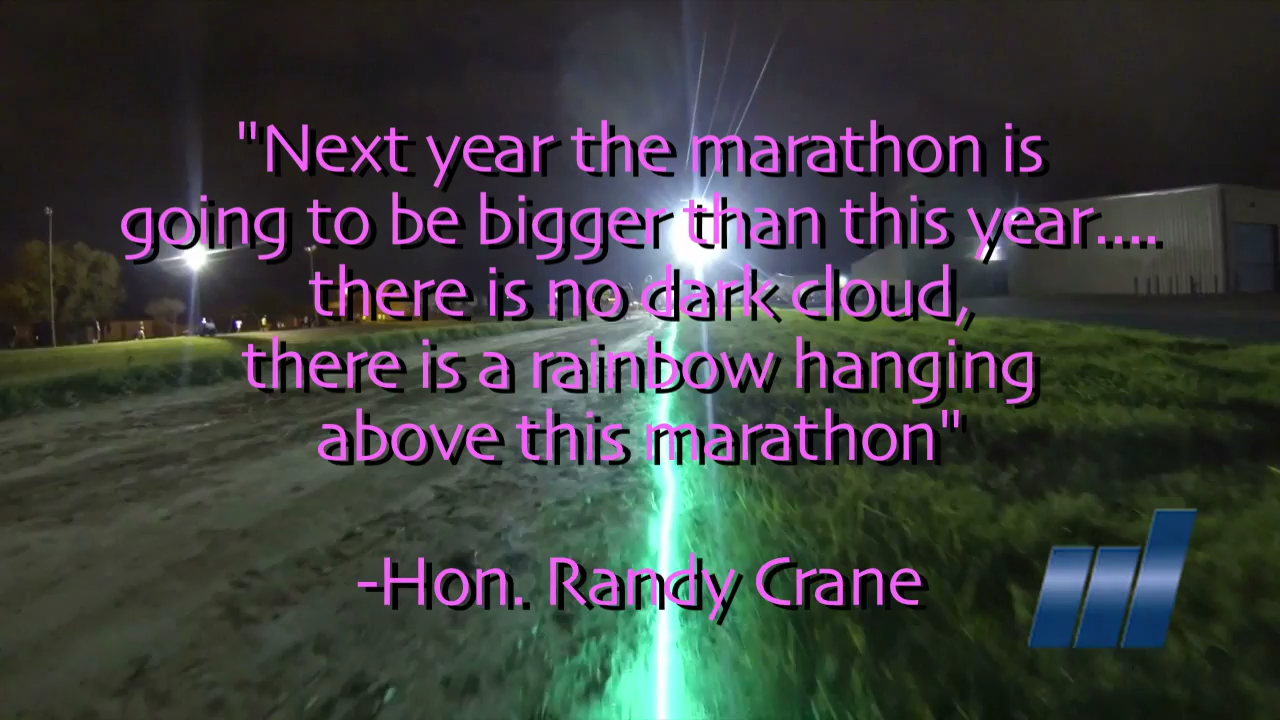 "Next year the marathon is
going to be bigger than this year....
there is no dark cloud,
there is a rainbow hanging
above this marathon"
-Hon. Randy Crane